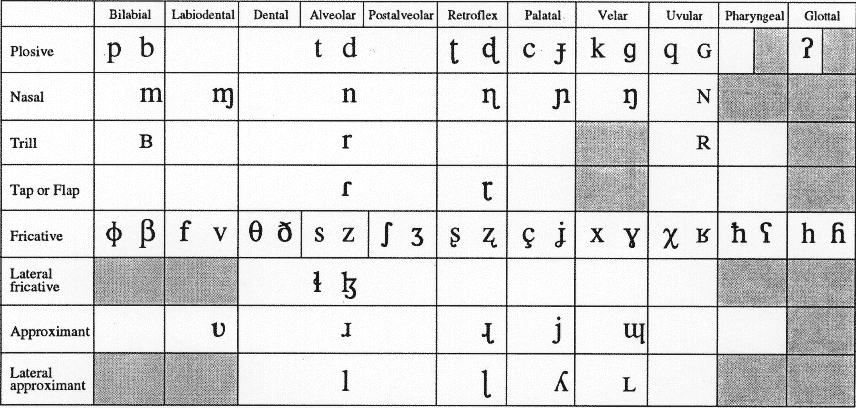 Bilabial Labiodental Dental Alveolar Postalveolar Retroflex Palatal Velar Uvular Pharyngeal Glottal
Plosive p b t d ʈ ɖ c ɟ k g q ɢ ʔ
Nasal m ɱ n ɳ ɲ ŋ ɴ
Trill ʙ r ʀ
Tap or Flap ɾ ɽ
Fricative ɸ β f v θ ð s z ʃ ʒ ʂ ʐ ç ʝ x ɣ χ ʁ ħ ʕ h ɦ
Lateral
fricative ɬ ɮ
Approximant ʋ ɹ ɻ j ɰ
Lateral
approximant l ɭ ʎ ʟ